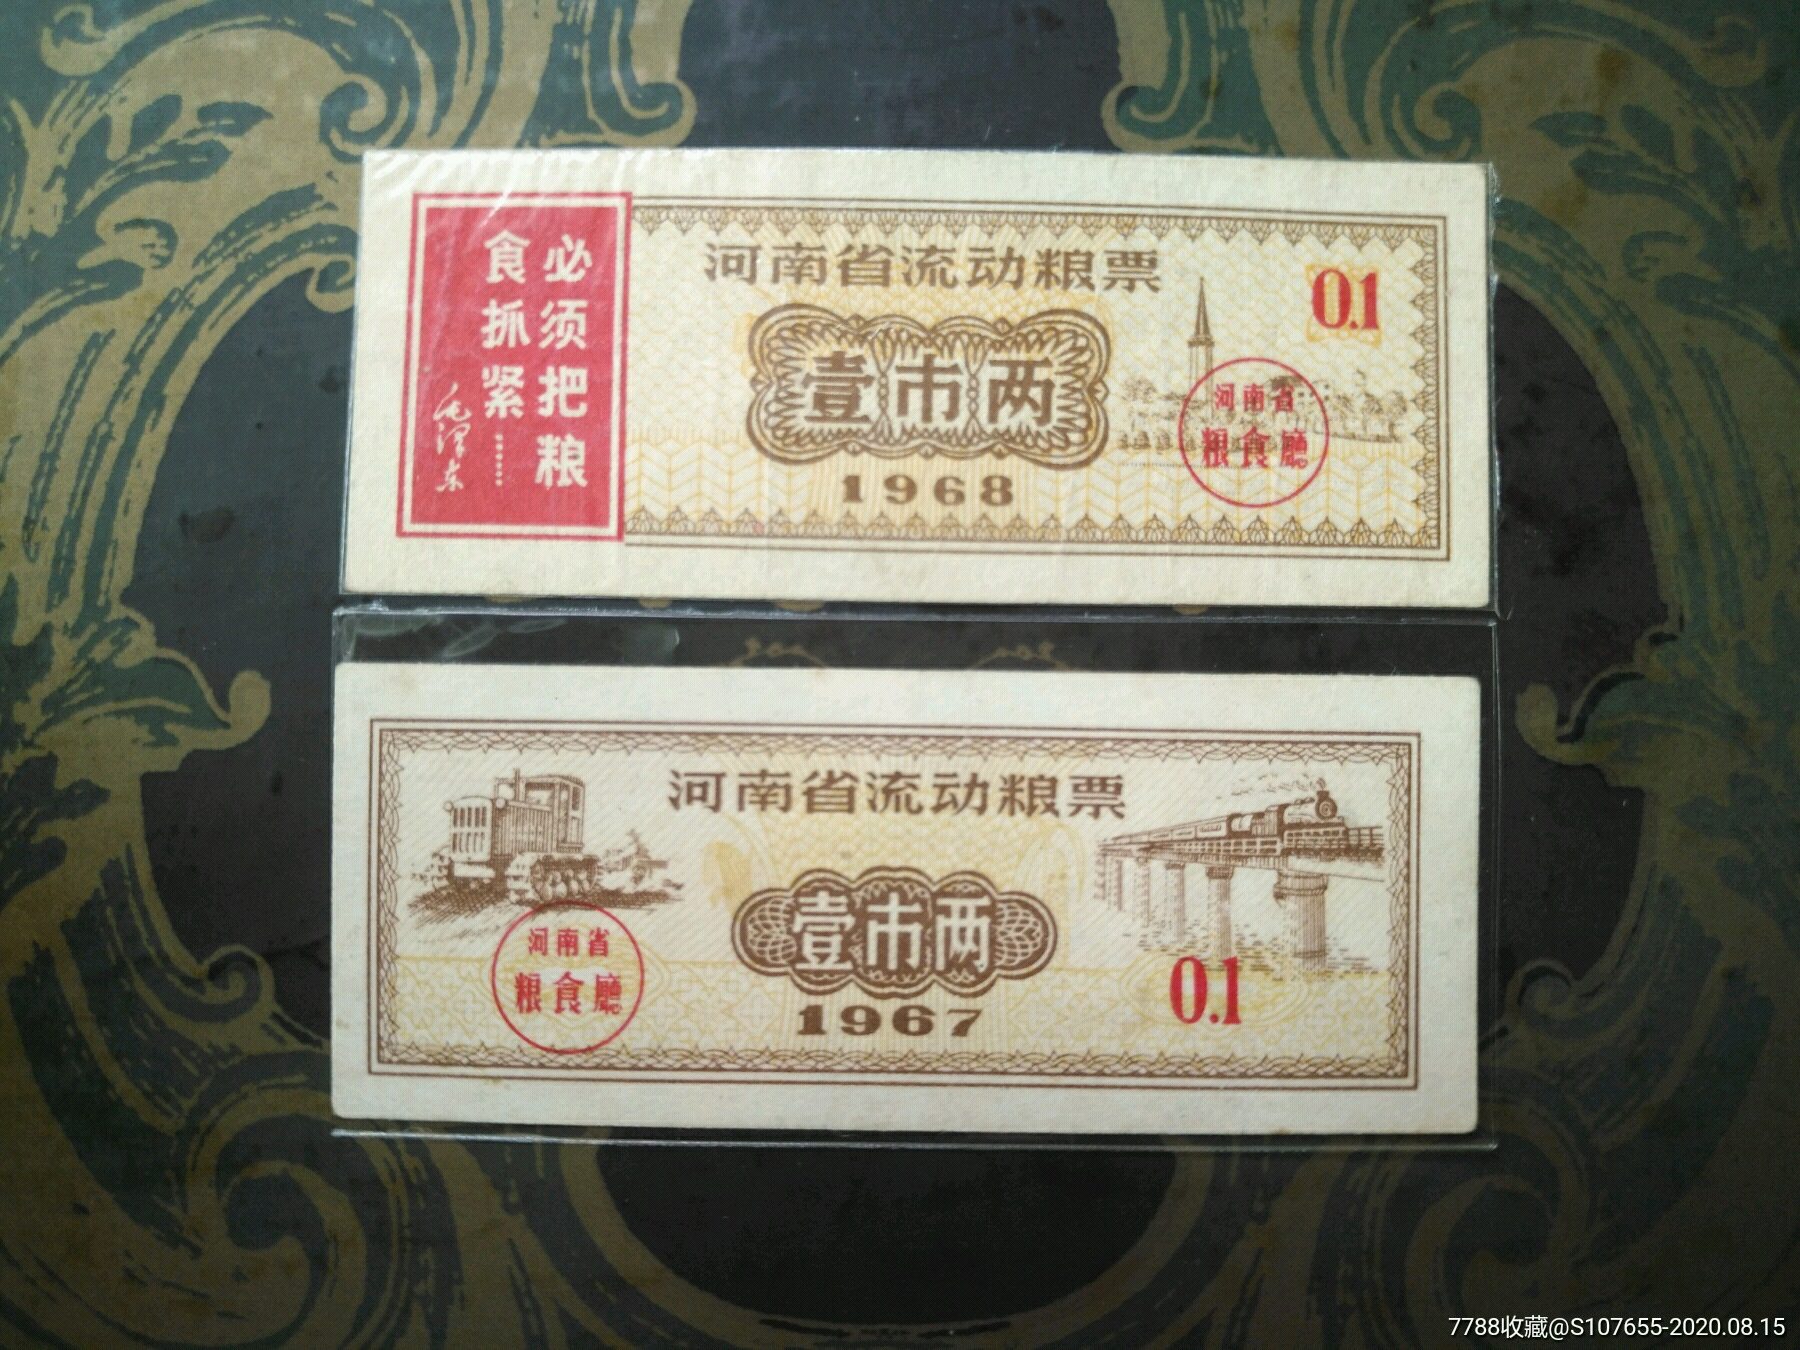 必须把粮
食抓紧……
毛泽东
河南省流动粮票
0.1
壹市两
1968
河南省
粮食廳
河南省流动粮票
壹市两
1967
河南省
粮食廳
0.1
7788收藏@S107655-2020.08.15